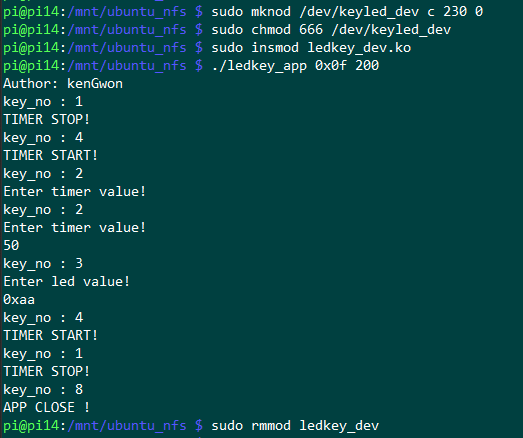 pi@pi14:/mnt/ubuntu_nfs $ sudo mknod /dev/keyled_dev c 230 0
pi@pi14:/mnt/ubuntu_nfs $ sudo chmod 666 /dev/keyled_dev
pi@pi14:/mnt/ubuntu_nfs $ sudo insmod ledkey_dev.ko
pi@pi14:/mnt/ubuntu_nfs $ ./ledkey_app 0x0f 200
Author: kenGwon
key_no : 1
TIMER STOP!
key_no : 4
TIMER START!
key_no : 2
Enter timer value!
key_no : 2
Enter timer value!
50
key_no : 3
Enter led value!
0xaa
key_no : 4
TIMER START!
key_no : 1
TIMER STOP!
key_no : 8
APP CLOSE !
pi@pi14:/mnt/ubuntu_nfs $ sudo rmmod ledkey_dev